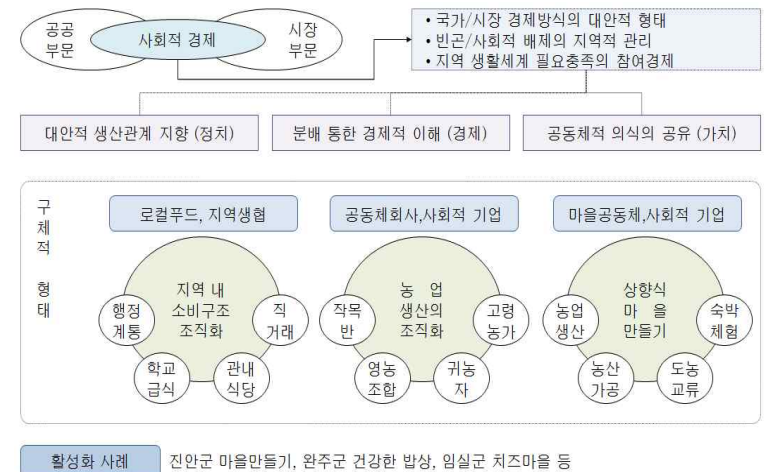 공공
부문
사회적 경제
시장
부문
• 국가/시장 경제방식의 대안적 형태
• 빈곤/사회적 배제의 지역적 관리
• 지역 생활세계 필요충족의 참여경제
대안적 생산관계 지향 (정치)
분배 통한 경제적 이해 (경제)
공동체적 의식의 공유 (가치)
구체적 형태
로컬푸드, 지역생협
지역 내
소비구조
조직화
행정
계통
학교
급식
관내
식당
직
거래
공동체회사,사회적 기업
농 업
생산의
조직화
작목
반
영농
조합
귀농
자
고령
농가
마을공동체,사회적 기업
상향식
마 을
만들기
농업
생산
농산
가공
도농
교류
숙박
체험
활성화 사례
진안군 마을만들기, 완주군 건강한 밥상, 임실군 치즈마을 등